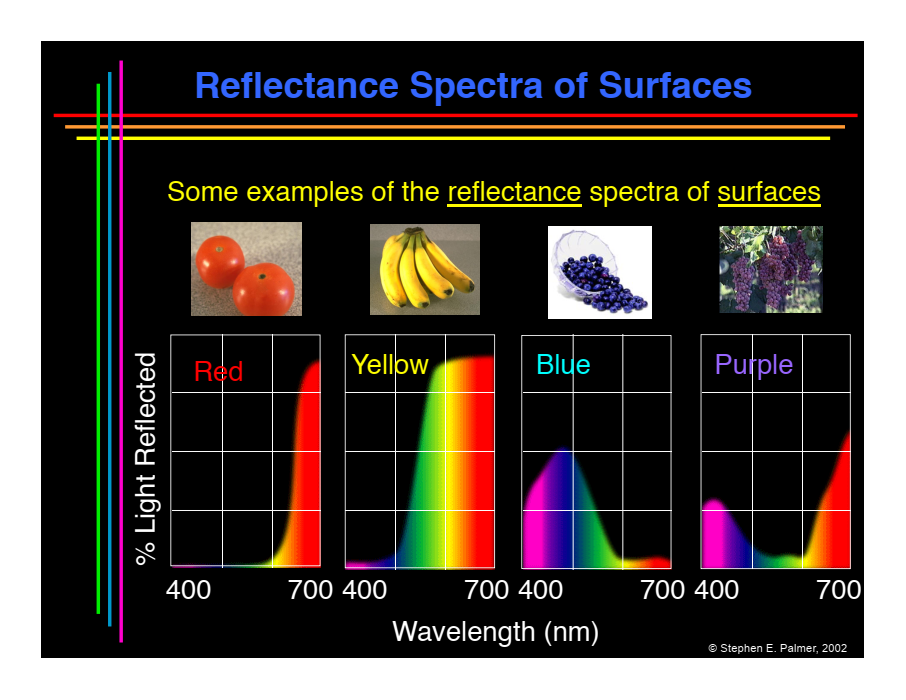 Reflectance Spectra of Surfaces
Some examples of the reflectance spectra of surfaces
Red
Yellow
Blue
Purple
% Light Reflected
400 700 400 700 400 700 400 700
Wavelength (nm)
© Stephen E. Palmer, 2002